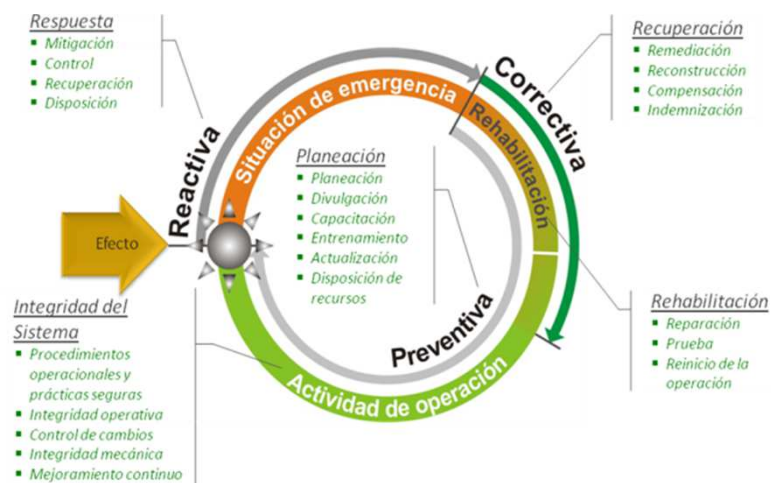 Respuesta
▪ Mitigación
▪ Control
▪ Recuperación
▪ Disposición
Recuperación
▪ Remediación
▪ Reconstrucción
▪ Compensación
▪ Indemnización
Reactiva
Situación de emergencia
Correctiva
Rehabilitación
Planeación
▪ Planeación
▪ Divulgación
▪ Capacitación
▪ Entrenamiento
▪ Actualización
▪ Disposición de
recursos
Efecto
Preventiva
Actividad de operación
Integridad del
Sistema
▪ Procedimientos
operacionales y
prácticas seguras
▪ Integridad operativa
▪ Control de cambios
▪ Integridad mecánica
▪ Mejoramiento continuo
Rehabilitación
▪ Reparación
▪ Prueba
▪ Reinicio de la
operación